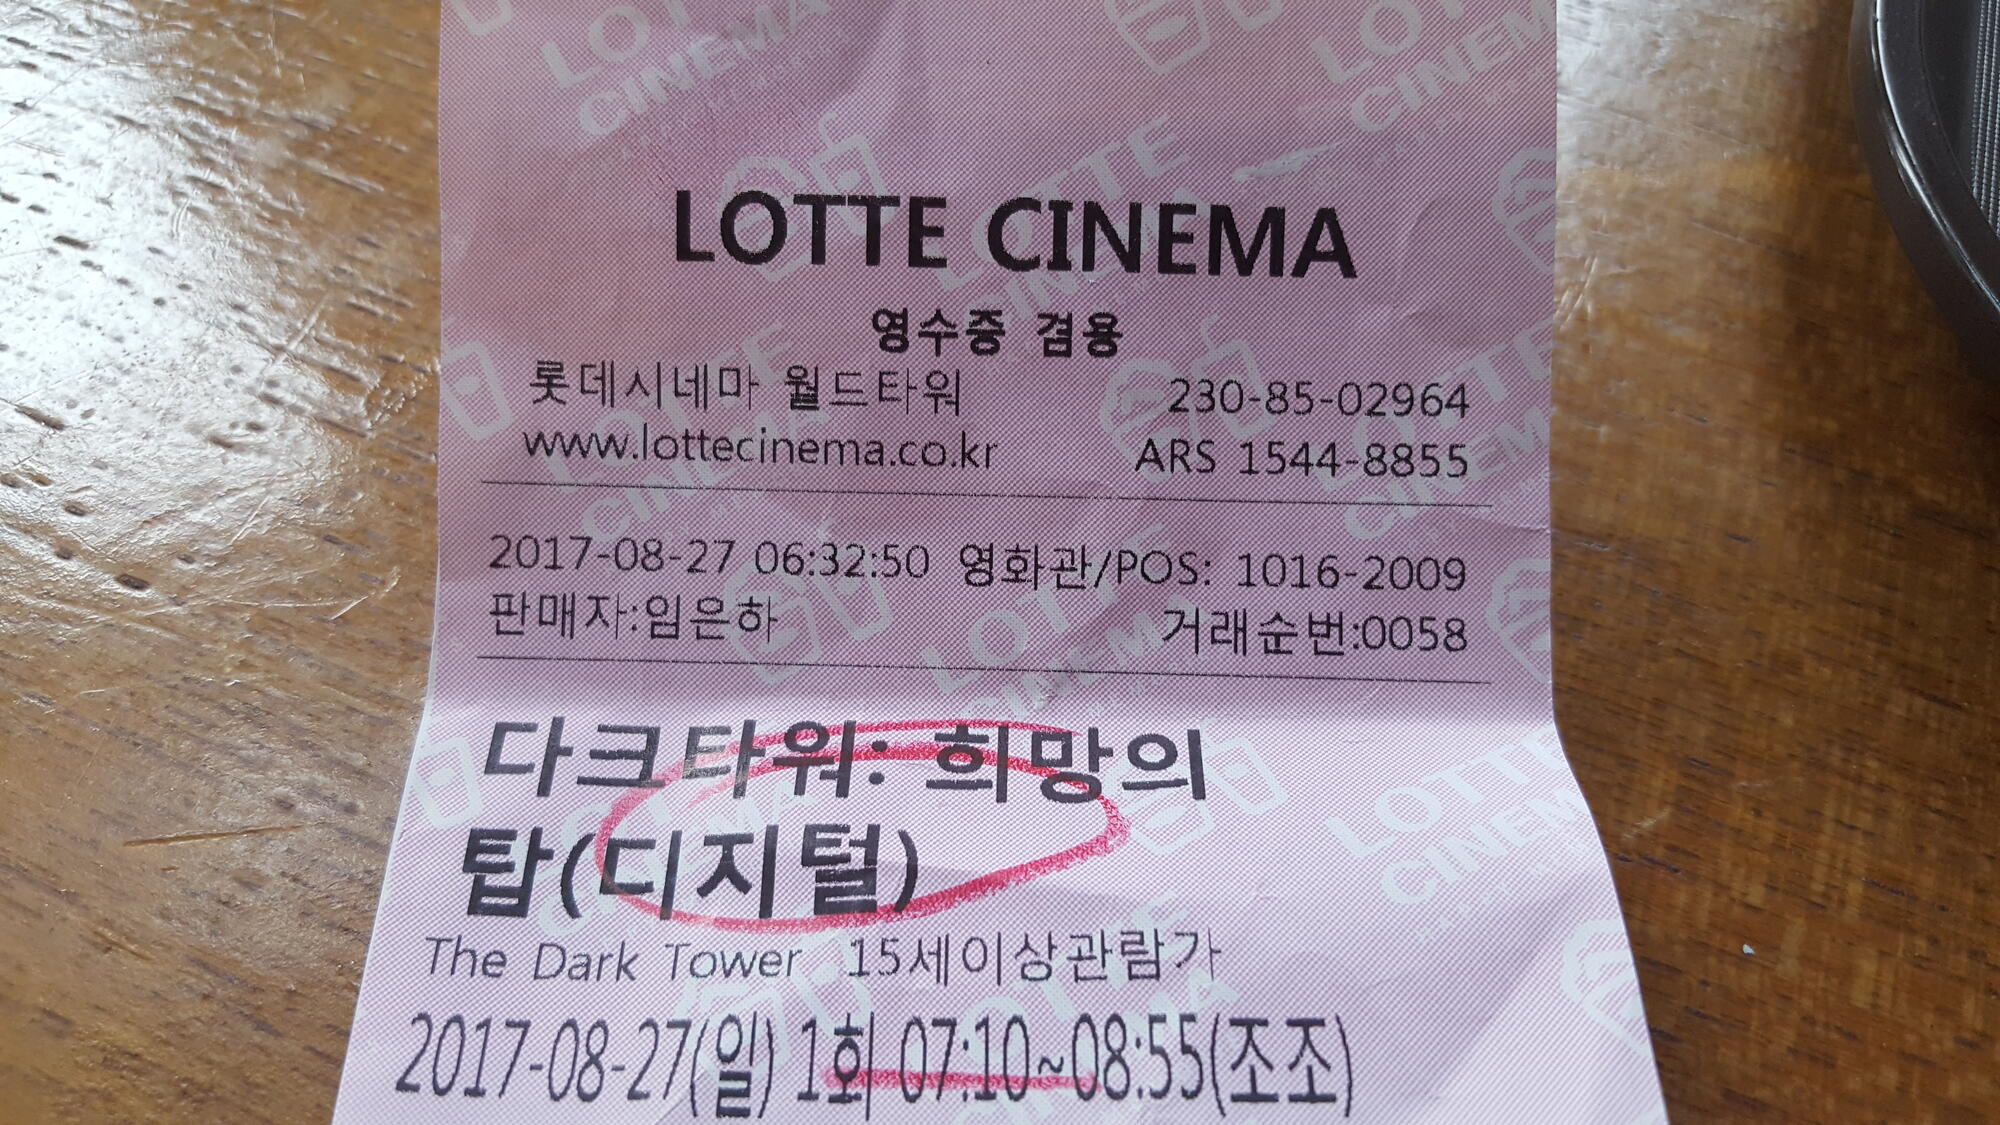 LOTTE CINEMA
영수증 겸용
롯데시네마 월드타워 230-85-02964
www.lottecinema.co.kr ARS 1544-8855
2017-08-27 06:32:50 영화관/POS: 1016-2009
판매자:임은하 거래순번:0058
다크타워: 희망의
탑(디지털)
The Dark Tower 15세이상관람가
2017-08-27(일) 1회 07:10~08:55(조조)